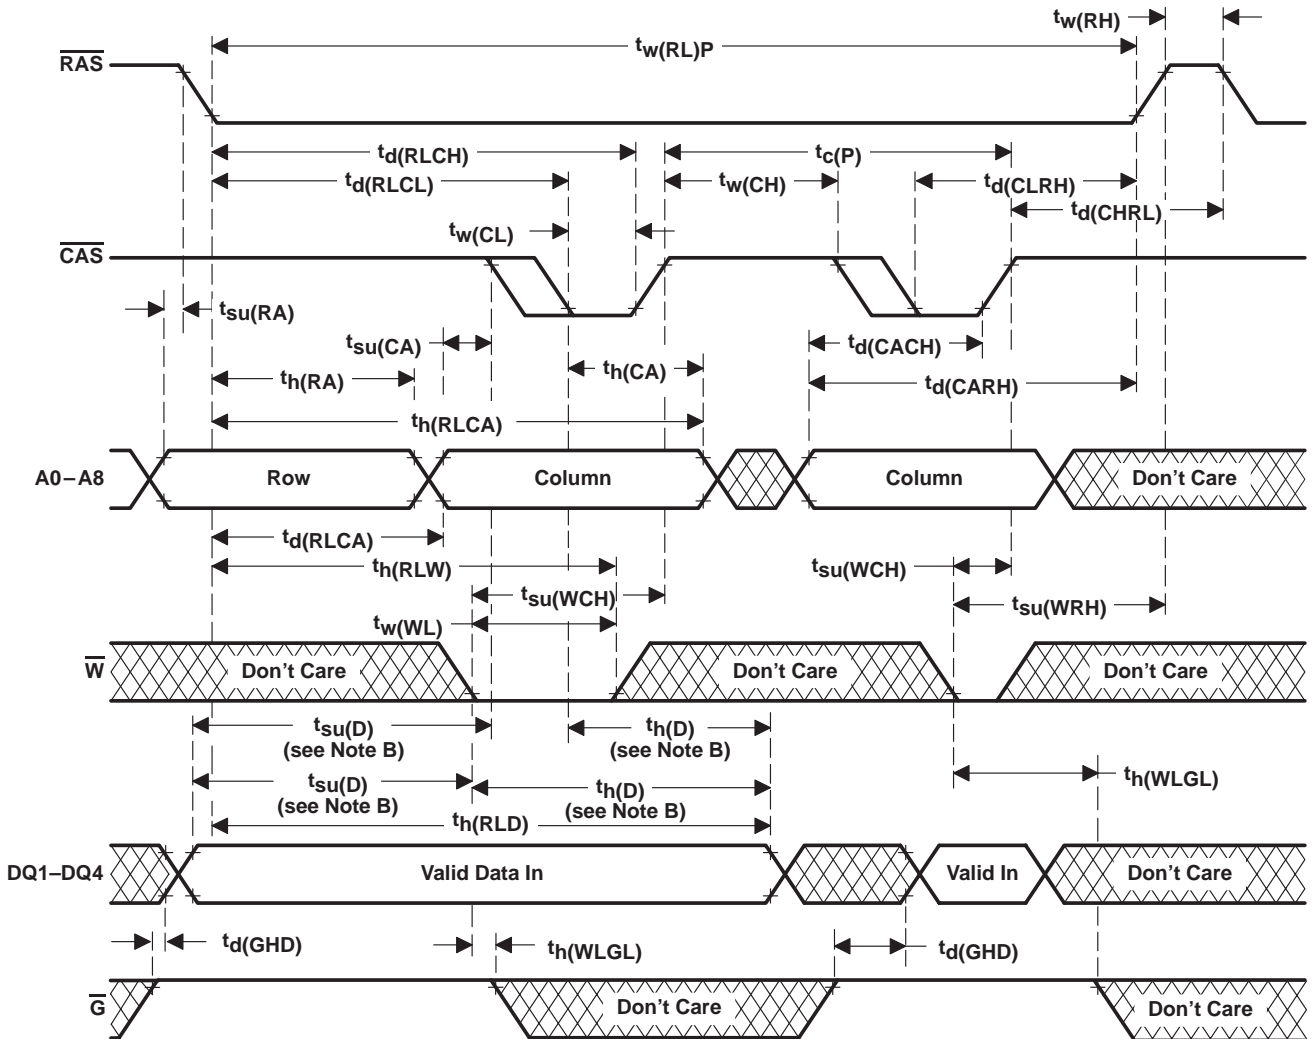 tw(RH)
tw(RL)P
RAS
td(RLCH)
tc(P)
td(RLCL)
tw(CH)
td(CLRH)
td(CHRL)
tw(CL)
CAS
tsu(RA)
tsu(CA)
td(CACH)
th(RA)
th(CA)
td(CARH)
th(RLCA)
A0–A8 Row Column Column Don't Care
td(RLCA)
th(RLW)
tsu(WCH)
tsu(WCH)
tsu(WRH)
tw(WL)
W Don't Care Don't Care Don't Care
tsu(D)
(see Note B)
th(D)
(see Note B)
tsu(D)
(see Note B)
th(D)
(see Note B)
th(WLGL)
th(RLD)
DQ1–DQ4 Valid Data In Valid In Don't Care
td(GHD)
th(WLGL)
td(GHD)
G Don't Care Don't Care